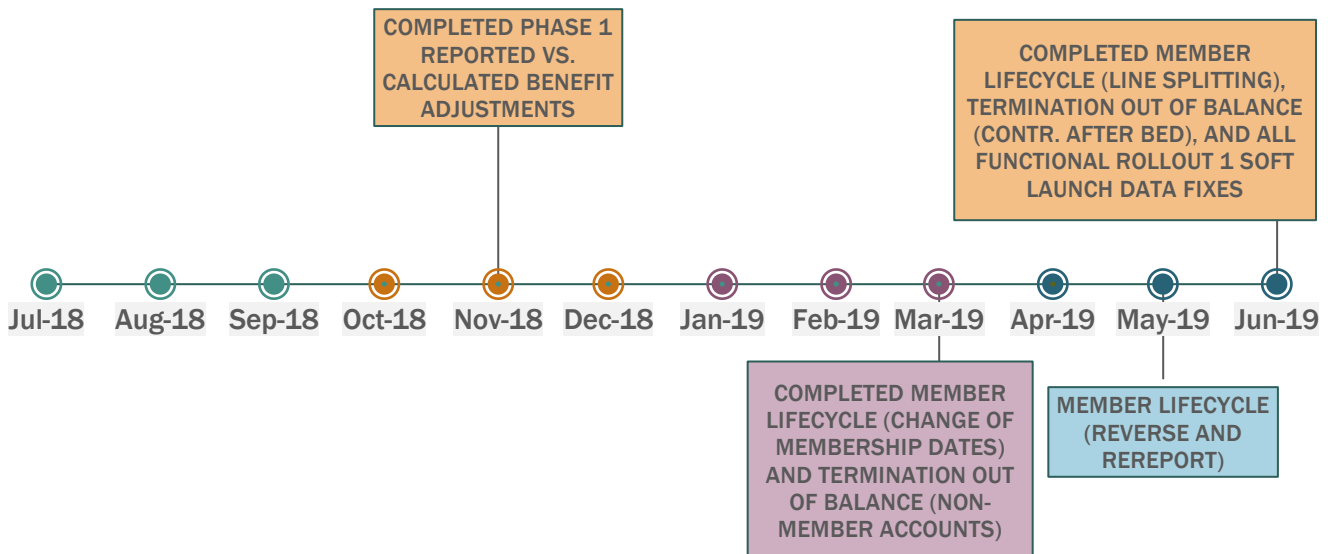 COMPLETED PHASE 1
REPORTED VS.
CALCULATED BENEFIT
ADJUSTMENTS
COMPLETED MEMBER
LIFECYCLE (LINE SPLITTING),
TERMINATION OUT OF BALANCE
(CONTR. AFTER BED), AND ALL
FUNCTIONAL ROLLOUT 1 SOFT
LAUNCH DATA FIXES
Jul-18 Aug-18 Sep-18 Oct-18 Nov-18 Dec-18 Jan-19 Feb-19 Mar-19 Apr-19 May-19 Jun-19
COMPLETED MEMBER
LIFECYCLE (CHANGE OF
MEMBERSHIP DATES)
AND TERMINATION OUT
OF BALANCE (NON-
MEMBER ACCOUNTS)
MEMBER LIFECYCLE
(REVERSE AND
REREPORT)